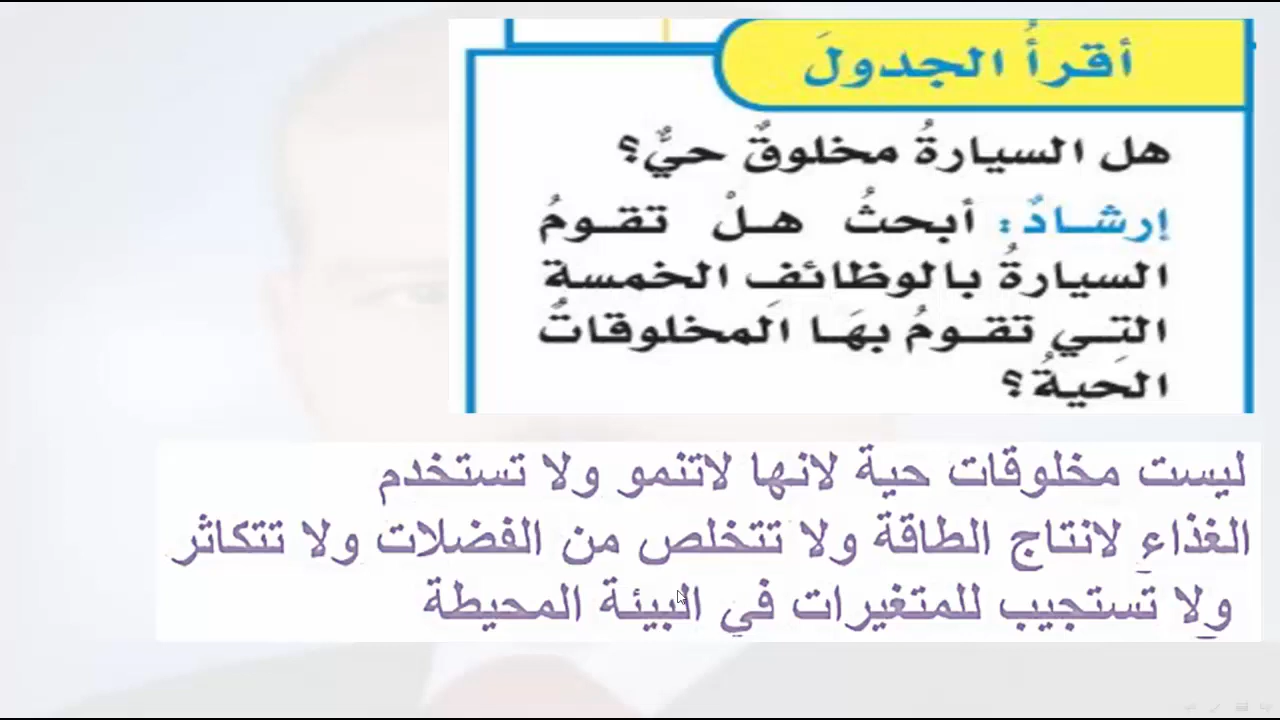 أقرأُ الجدولَ
هل السيارةُ مخلوقٌ حيٌّ؟
إرشادٌ: أبحثُ هلْ تقومُ
السيارةُ بالوظائف الخمسة
التي تقومُ بهَا المخلوقاتُ
الحَيةُ؟
ليست مخلوقات حية لانها لاتنمو ولا تستخدم
الغذاء لانتاج الطاقة ولا تتخلص من الفضلات ولا تتكاثر
ولا تستجيب للمتغيرات في البيئة المحيطة